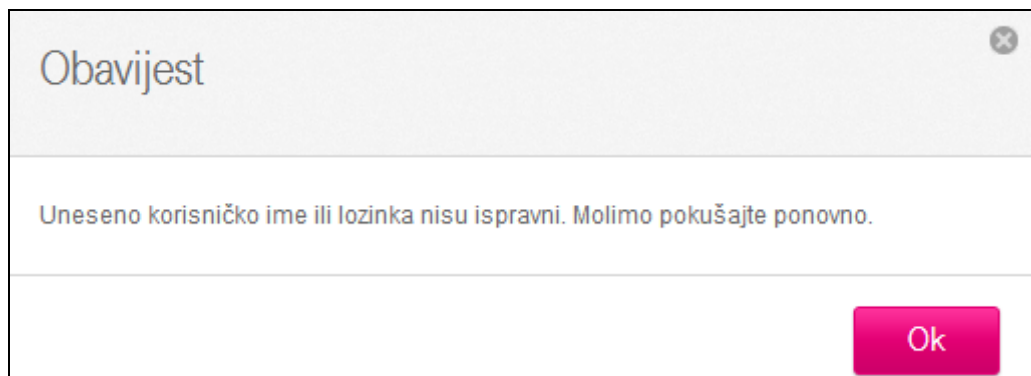 Obavijest
Uneseno korisničko ime ili lozinka nisu ispravni. Molimo pokušajte ponovno.
Ok